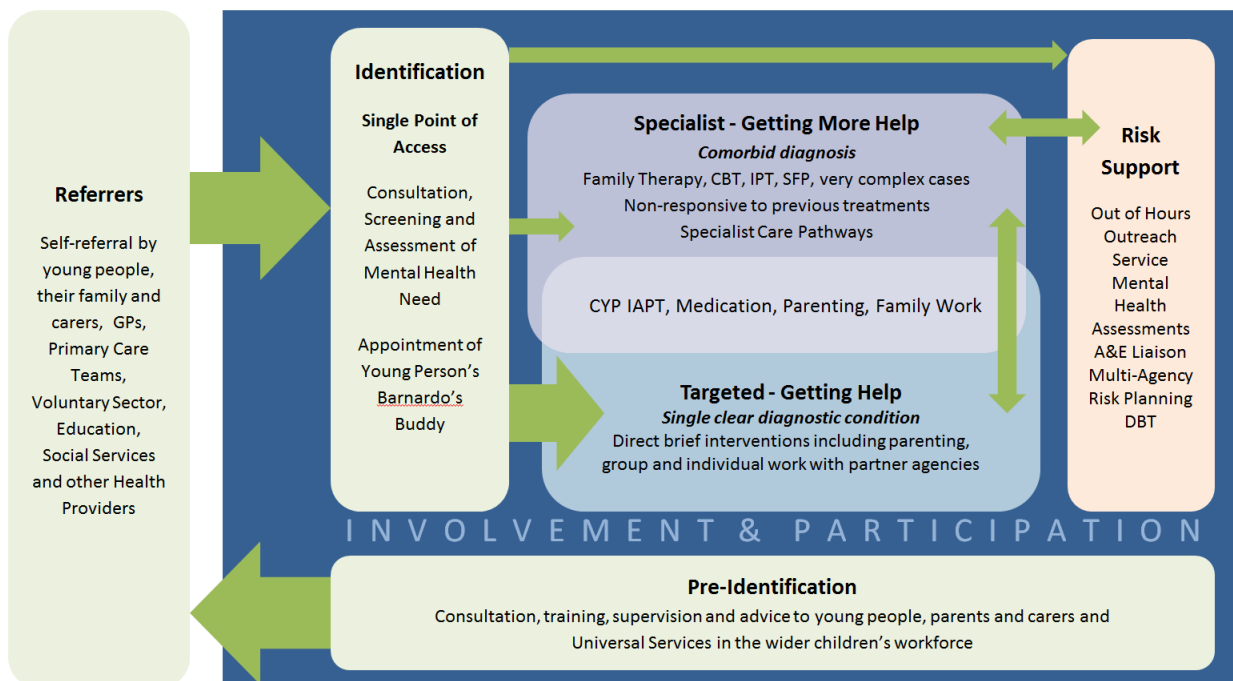 Referrers
Self-referral by
young people,
their family and
carers, GPs,
Primary Care
Teams,
Voluntary Sector,
Education,
Social Services
and other Health
Providers
Identification
Single Point of
Access
Consultation,
Screening and
Assessment of
Mental Health
Need
Appointment of
Young Person's
Barnardo's
Buddy
Specialist - Getting More Help
Comorbid diagnosis
Family Therapy, CBT, IPT, SFP, very complex cases
Non-responsive to previous treatments
Specialist Care Pathways
CYP IAPT, Medication, Parenting, Family Work
Targeted - Getting Help
Single clear diagnostic condition
Direct brief interventions including parenting,
group and individual work with partner agencies
Risk
Support
Out of Hours
Outreach
Service
Mental
Health
Assessments
A&E Liaison
Multi-Agency
Risk Planning
DBT
INVOLVEMENT & PARTICIPATION
Pre-Identification
Consultation, training, supervision and advice to young people, parents and carers and
Universal Services in the wider children's workforce